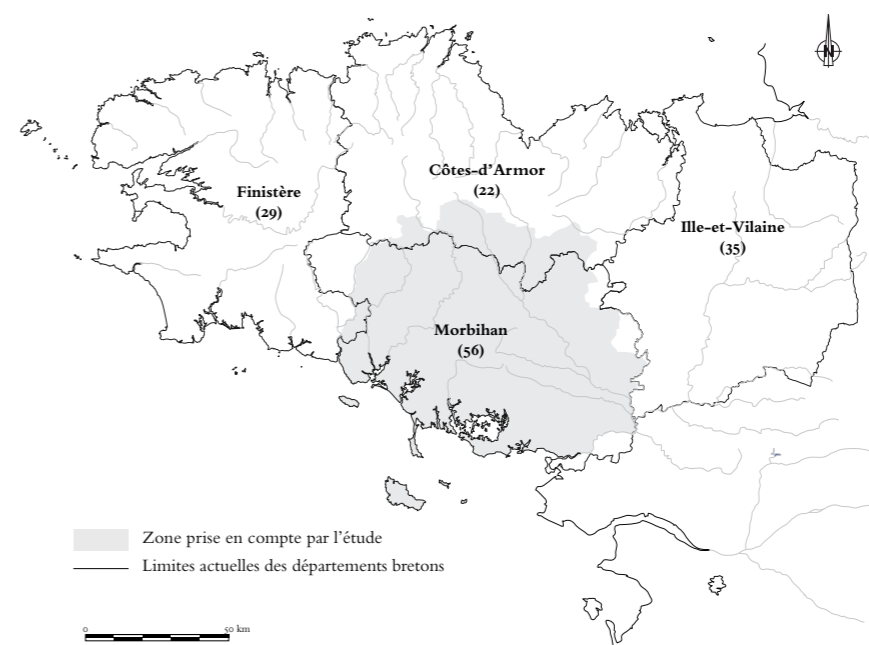 N
Côtes-d'Armor
(22)
Finistère
(29)
Ille-et-Vilaine
(35)
Morbihan
(56)
Zone prise en compte par l'étude
Limites actuelles des départements bretons
0 50 km